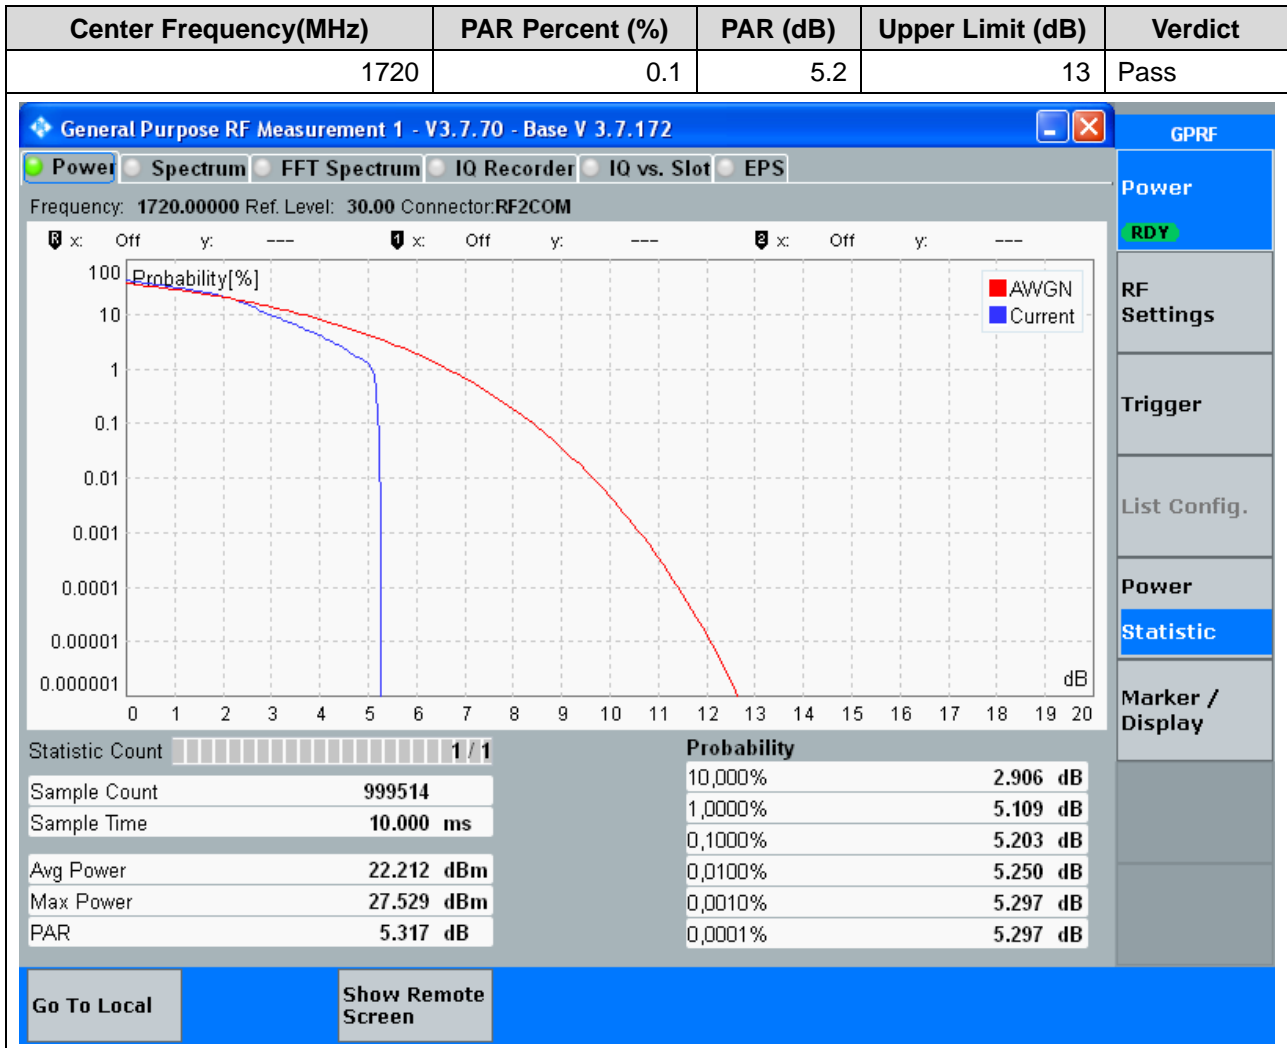 Center Frequency(MHz) PAR Percent (%) PAR (dB) Upper Limit (dB) Verdict
1720 0.1 5.2 13 Pass
General Purpose RF Measurement 1 - V3.7.70 - Base V 3.7.172
GPRF
Power Spectrum FFT Spectrum IQ Recorder IQ vs. Slot EPS
Power
RDY
Frequency: 1720.00000 Ref. Level: 30.00 Connector:RF2COM
R x: Off y: --- 1 x: Off y: --- 2 x: Off y: ---
Probability[%]
100
10
1
0.1
0.01
0.001
0.0001
0.00001
0.000001
AWGN
Current
dB
0 1 2 3 4 5 6 7 8 9 10 11 12 13 14 15 16 17 18 19 20
RF
Settings
Trigger
List Config.
Power
Statistic
Marker /
Display
Statistic Count 1 / 1
Sample Count 999514
Sample Time 10.000 ms
Avg Power 22.212 dBm
Max Power 27.529 dBm
PAR 5.317 dB
Probability
10,000% 2.906 dB
1,0000% 5.109 dB
0,1000% 5.203 dB
0,0100% 5.250 dB
0,0010% 5.297 dB
0,0001% 5.297 dB
Go To Local
Show Remote
Screen